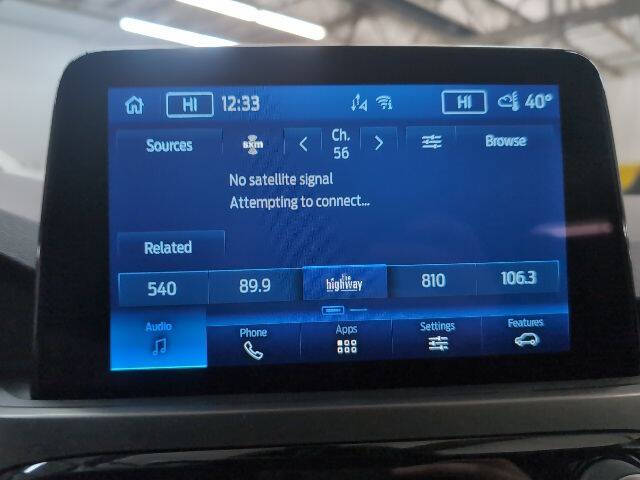 HI 12:33 HI 40°
Sources sxm Ch. 56 Browse
No satellite signal
Attempting to connect...
Related
540 89.9 the highway 810 106.3
Audio Phone Apps Settings Features